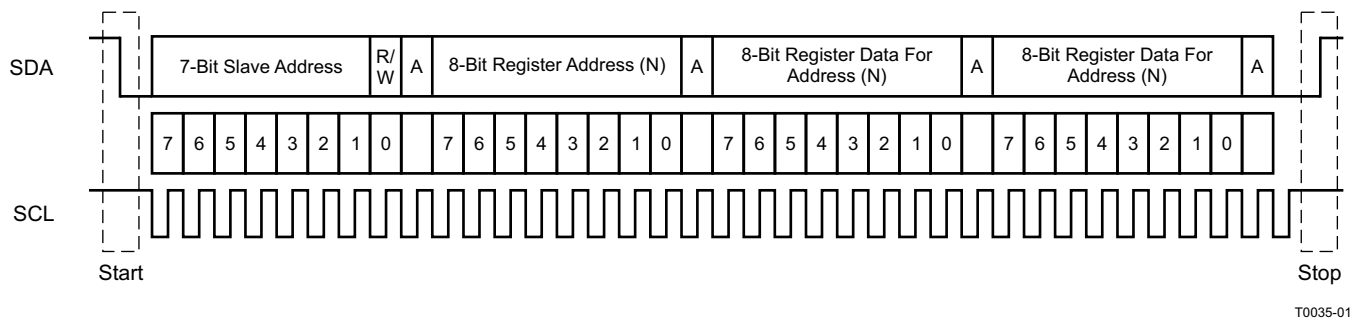 SDA
7-Bit Slave Address
R/
W
A
8-Bit Register Address (N)
A
8-Bit Register Data For
Address (N)
A
8-Bit Register Data For
Address (N)
A
7 6 5 4 3 2 1 0 7 6 5 4 3 2 1 0 7 6 5 4 3 2 1 0 7 6 5 4 3 2 1 0
SCL
Start
Stop
T0035-01